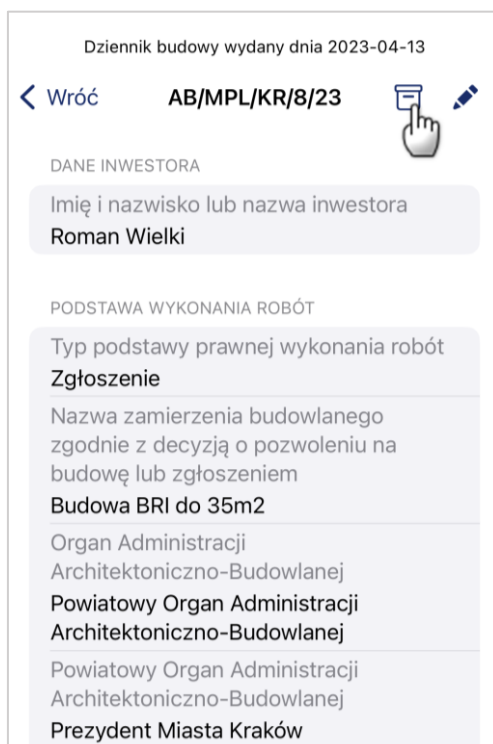 Dziennik budowy wydany dnia 2023-04-13
Wróć AB/MPL/KR/8/23
DANE INWESTORA
Imię i nazwisko lub nazwa inwestora
Roman Wielki
PODSTAWA WYKONANIA ROBÓT
Typ podstawy prawnej wykonania robót
Zgłoszenie
Nazwa zamierzenia budowlanego
zgodnie z decyzją o pozwoleniu na
budowę lub zgłoszeniem
Budowa BRI do 35m2
Organ Administracji
Architektoniczno-Budowlanej
Powiatowy Organ Administracji
Architektoniczno-Budowlanej
Powiatowy Organ Administracji
Architektoniczno-Budowlanej
Prezydent Miasta Kraków